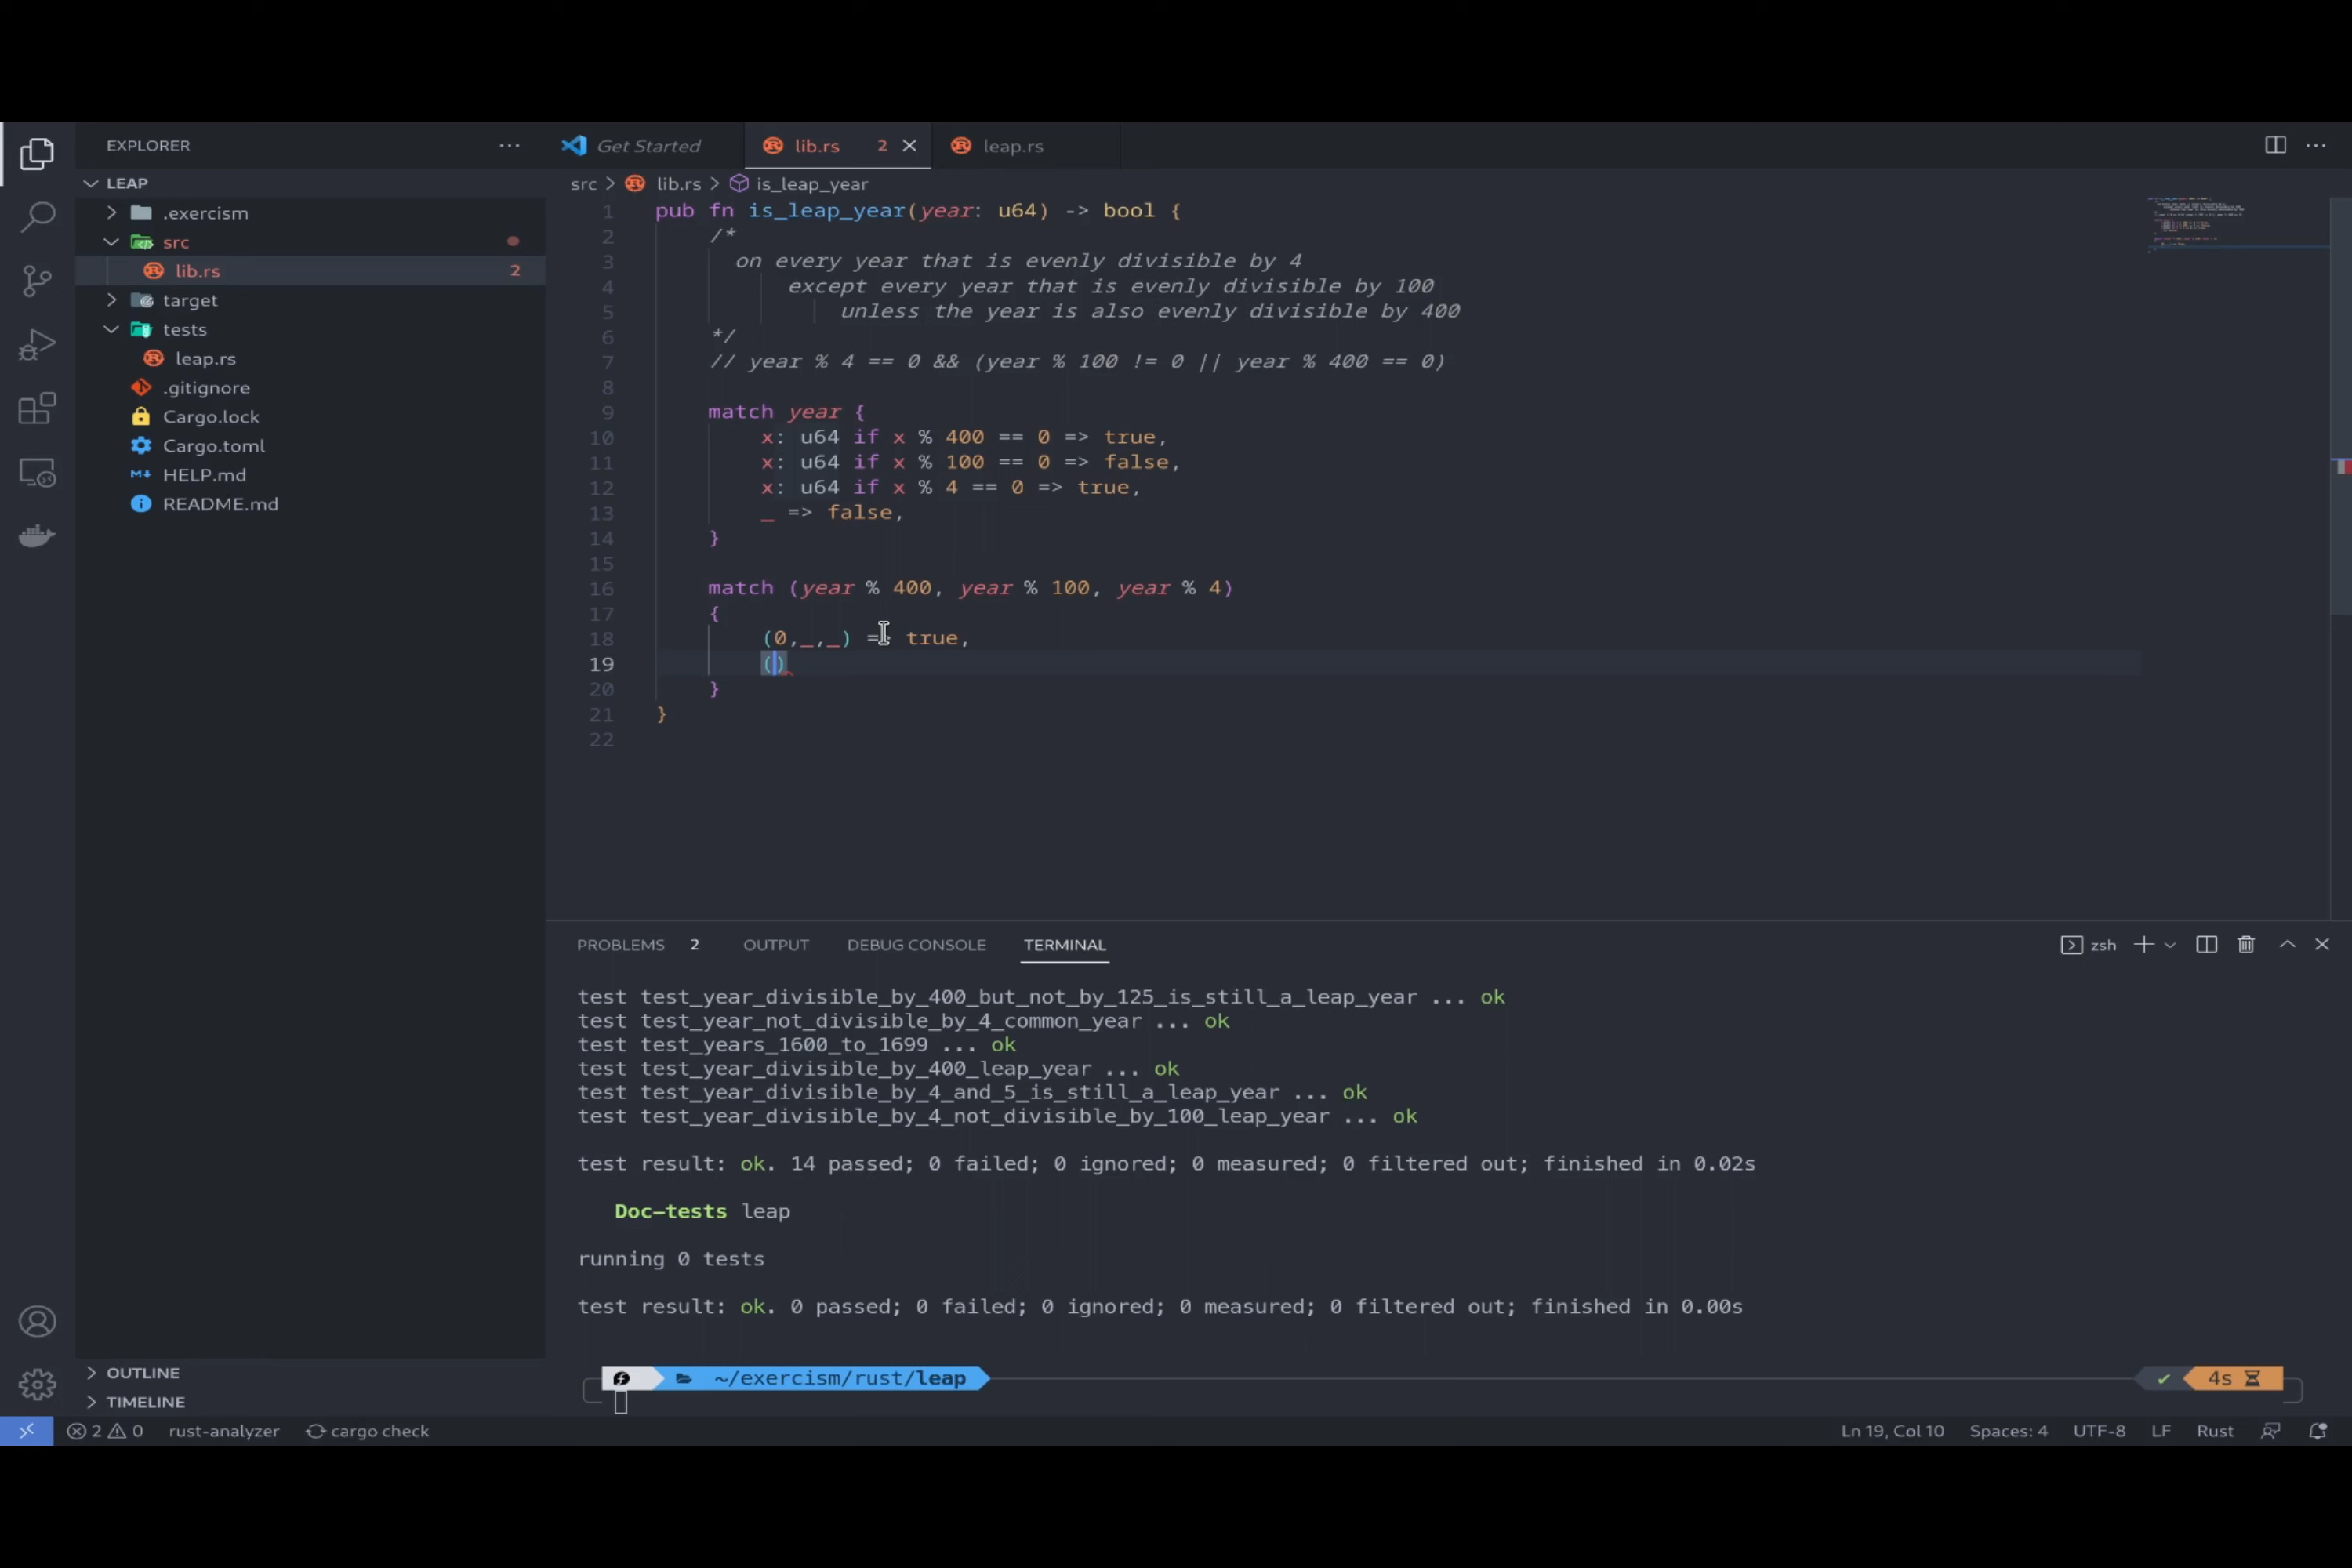 EXPLORER
LEAP
.exercism
src
lib.rs 2
target
tests
leap.rs
.gitignore
Cargo.lock
Cargo.toml
HELP.md
README.md
OUTLINE
TIMELINE
Get Started lib.rs 2 leap.rs
src > lib.rs > is_leap_year
1 pub fn is_leap_year(year: u64) -> bool {
2 /*
3 on every year that is evenly divisible by 4
4 except every year that is evenly divisible by 100
5 unless the year is also evenly divisible by 400
6 */
7 // year % 4 == 0 && (year % 100 != 0 || year % 400 == 0)
8
9 match year {
10 x: u64 if x % 400 == 0 => true,
11 x: u64 if x % 100 == 0 => false,
12 x: u64 if x % 4 == 0 => true,
13 _ => false,
14 }
15
16 match (year % 400, year % 100, year % 4)
17 {
18 (0,_,_) => true,
19 ()
20 }
21 }
22
PROBLEMS 2 OUTPUT DEBUG CONSOLE TERMINAL zsh
test test_year_divisible_by_400_but_not_by_125_is_still_a_leap_year ... ok
test test_year_not_divisible_by_4_common_year ... ok
test test_years_1600_to_1699 ... ok
test test_year_divisible_by_400_leap_year ... ok
test test_year_divisible_by_4_and_5_is_still_a_leap_year ... ok
test test_year_divisible_by_4_not_divisible_by_100_leap_year ... ok
test result: ok. 14 passed; 0 failed; 0 ignored; 0 measured; 0 filtered out; finished in 0.02s
Doc-tests leap
running 0 tests
test result: ok. 0 passed; 0 failed; 0 ignored; 0 measured; 0 filtered out; finished in 0.00s
~/exercism/rust/leap ✔ 4s
2 0 rust-analyzer cargo check Ln 19, Col 10 Spaces: 4 UTF-8 LF Rust